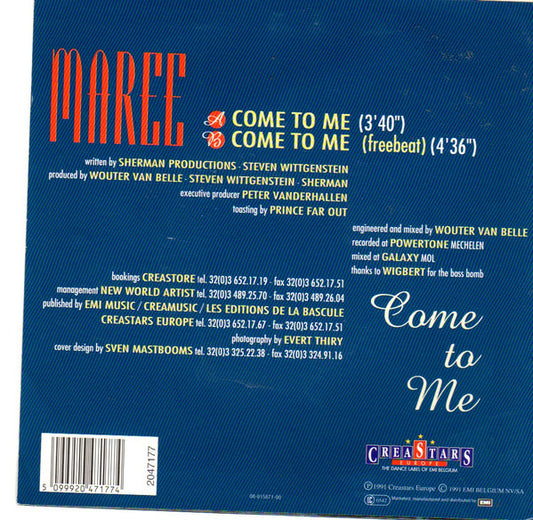 MAREE
A COME TO ME (3'40")
B COME TO ME (freebeat) (4'36")
written by SHERMAN PRODUCTIONS - STEVEN WITTGENSTEIN
produced by WOUTER VAN BELLE - STEVEN WITTGENSTEIN - SHERMAN
executive producer PETER VANDERHALLEN
toasting by PRINCE FAR OUT
engineered and mixed by WOUTER VAN BELLE
recorded at POWERTONE MECHELEN
mixed at GALAXY MOL
thanks to WIGBERT for the bass bomb
bookings CREASTORE tel. 32(0)3 652.17.19 - fax 32(0)3 652.17.51
management NEW WORLD ARTIST tel. 32(0)3 489.25.70 - fax 32(0)3 489.26.04
published by EMI MUSIC / CREAMUSIC / LES EDITIONS DE LA BASCULE
CREASTARS EUROPE tel. 32(0)3 652.17.67 - fax 32(0)3 652.17.51
photography by EVERT THIRY
cover design by SVEN MASTBOOMS tel. 32(0)3 325.22.38 - fax 32(0)3 324.91.16
Come
to
Me
CREASTARS
EUROPE
THE DANCE LABEL OF EMI BELGIUM
℗ 1991 Creastars Europe © 1991 EMI BELGIUM NV/SA
Marketed, manufactured and distributed by EMI
5 099920 471774
2047177